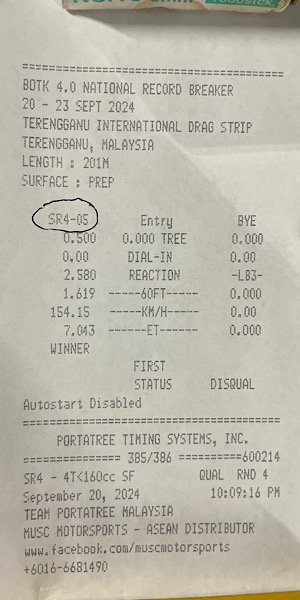 ==============================
BOTK 4.0 NATIONAL RECORD BREAKER
20 - 23 SEPT 2024
TERENGGANU INTERNATIONAL DRAG STRIP
TERENGGANU, MALAYSIA
LENGTH : 201M
SURFACE : PREP
SR4-05 Entry BYE
0.500 0.000 TREE 0.000
0.00 DIAL-IN 0.00
2.580 REACTION -LB3-
1.619 -----60FT----- 0.000
154.15 -----KM/H----- 0.00
7.043 ------ET------ 0.000
WINNER
FIRST
STATUS DISQUAL
Autostart Disabled
==============================
PORTATREE TIMING SYSTEMS, INC.
=============== 385/386 ==========600214
SR4 - 4T<160cc SF QUAL RND 4
September 20, 2024 10:09:16 PM
TEAM PORTATREE MALAYSIA
MUSC MOTORSPORTS - ASEAN DISTRIBUTOR
www.facebook.com/muscmotorsports
+6016-6681490